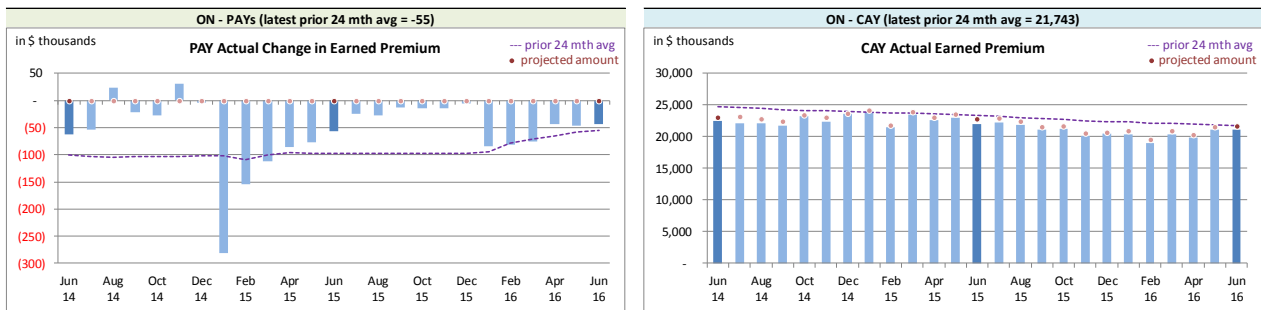 ON - PAYs (latest prior 24 mth avg = -55)
in $ thousands
PAY Actual Change in Earned Premium
--- prior 24 mth avg
● projected amount
50
-
(50)
(100)
(150)
(200)
(250)
(300)
Jun Aug Oct Dec Feb Apr Jun Aug Oct Dec Feb Apr Jun
14 14 14 14 15 15 15 15 15 15 16 16 16
ON - CAY (latest prior 24 mth avg = 21,743)
in $ thousands
CAY Actual Earned Premium
--- prior 24 mth avg
● projected amount
30,000
25,000
20,000
15,000
10,000
5,000
-
Jun Aug Oct Dec Feb Apr Jun Aug Oct Dec Feb Apr Jun
14 14 14 14 15 15 15 15 15 15 16 16 16